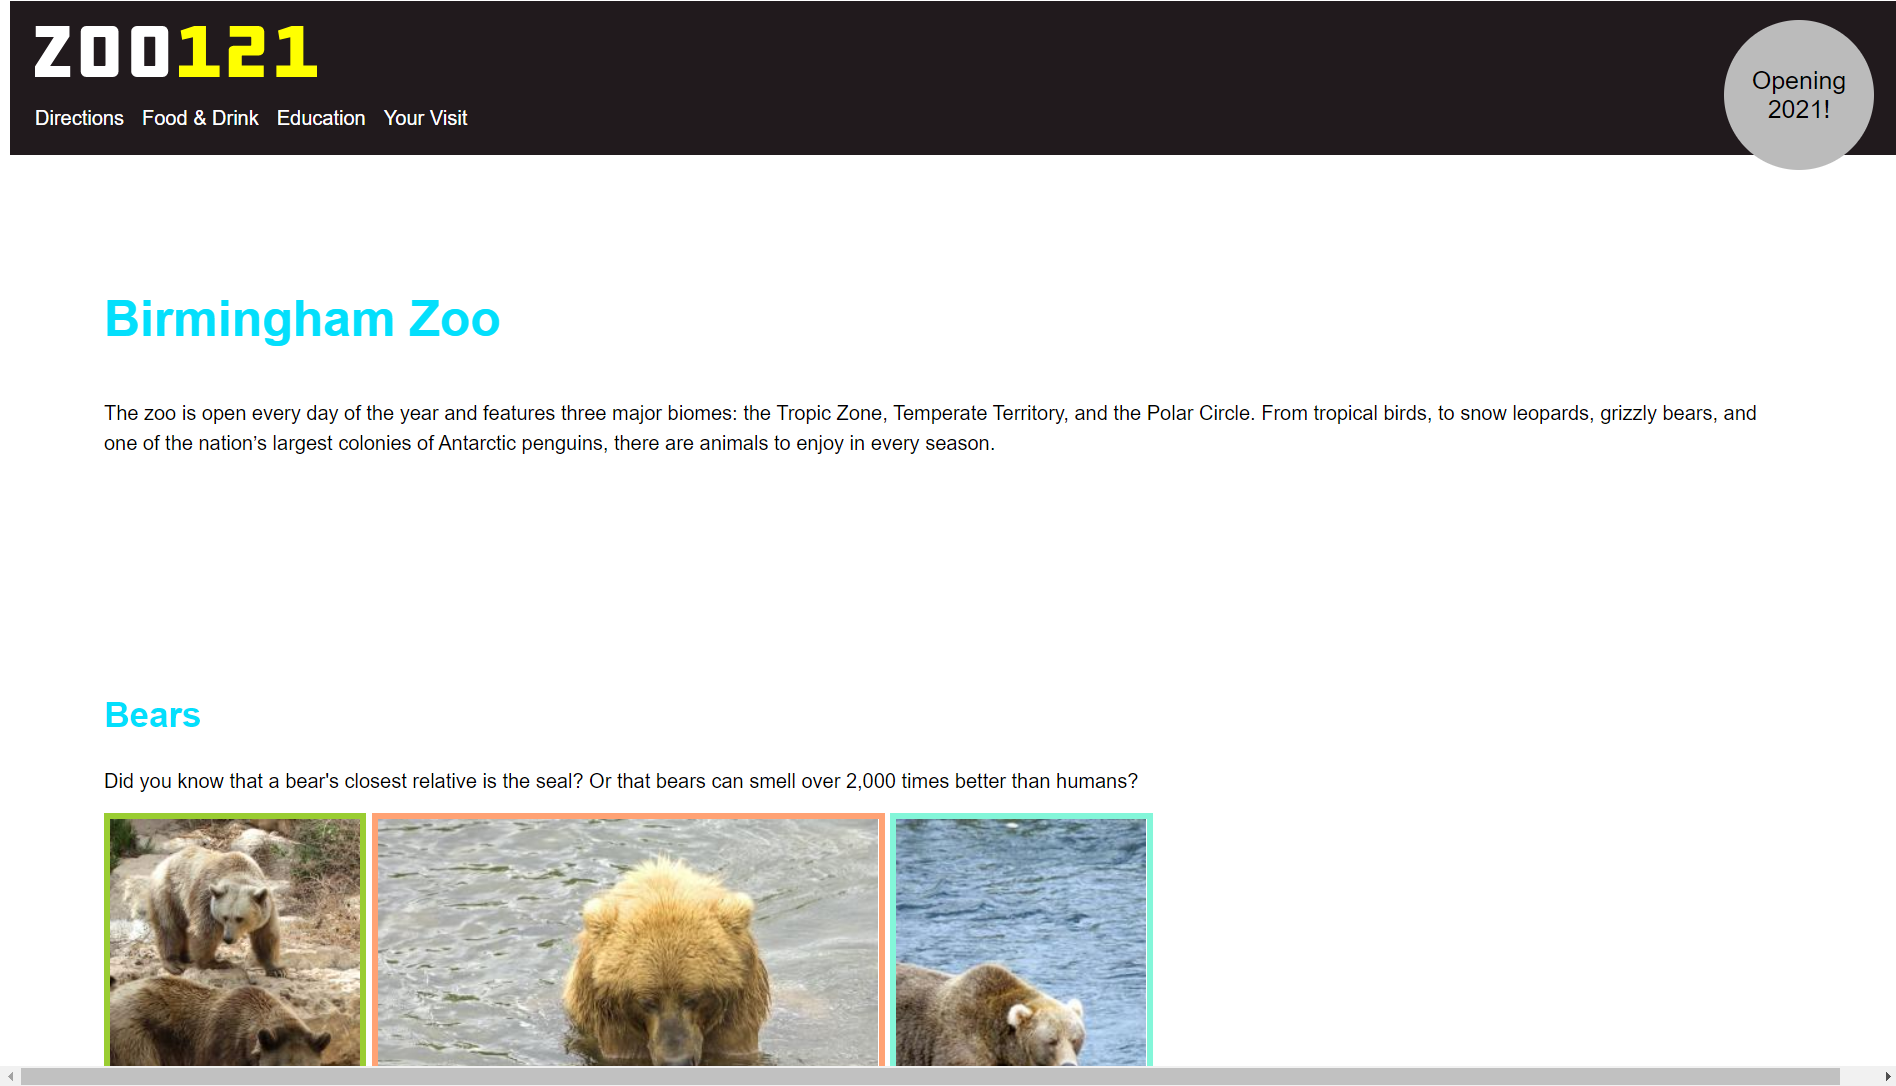 ZOO121
Directions Food & Drink Education Your Visit
Opening
2021!
Birmingham Zoo
The zoo is open every day of the year and features three major biomes: the Tropic Zone, Temperate Territory, and the Polar Circle. From tropical birds, to snow leopards, grizzly bears, and
one of the nation’s largest colonies of Antarctic penguins, there are animals to enjoy in every season.
Bears
Did you know that a bear's closest relative is the seal? Or that bears can smell over 2,000 times better than humans?